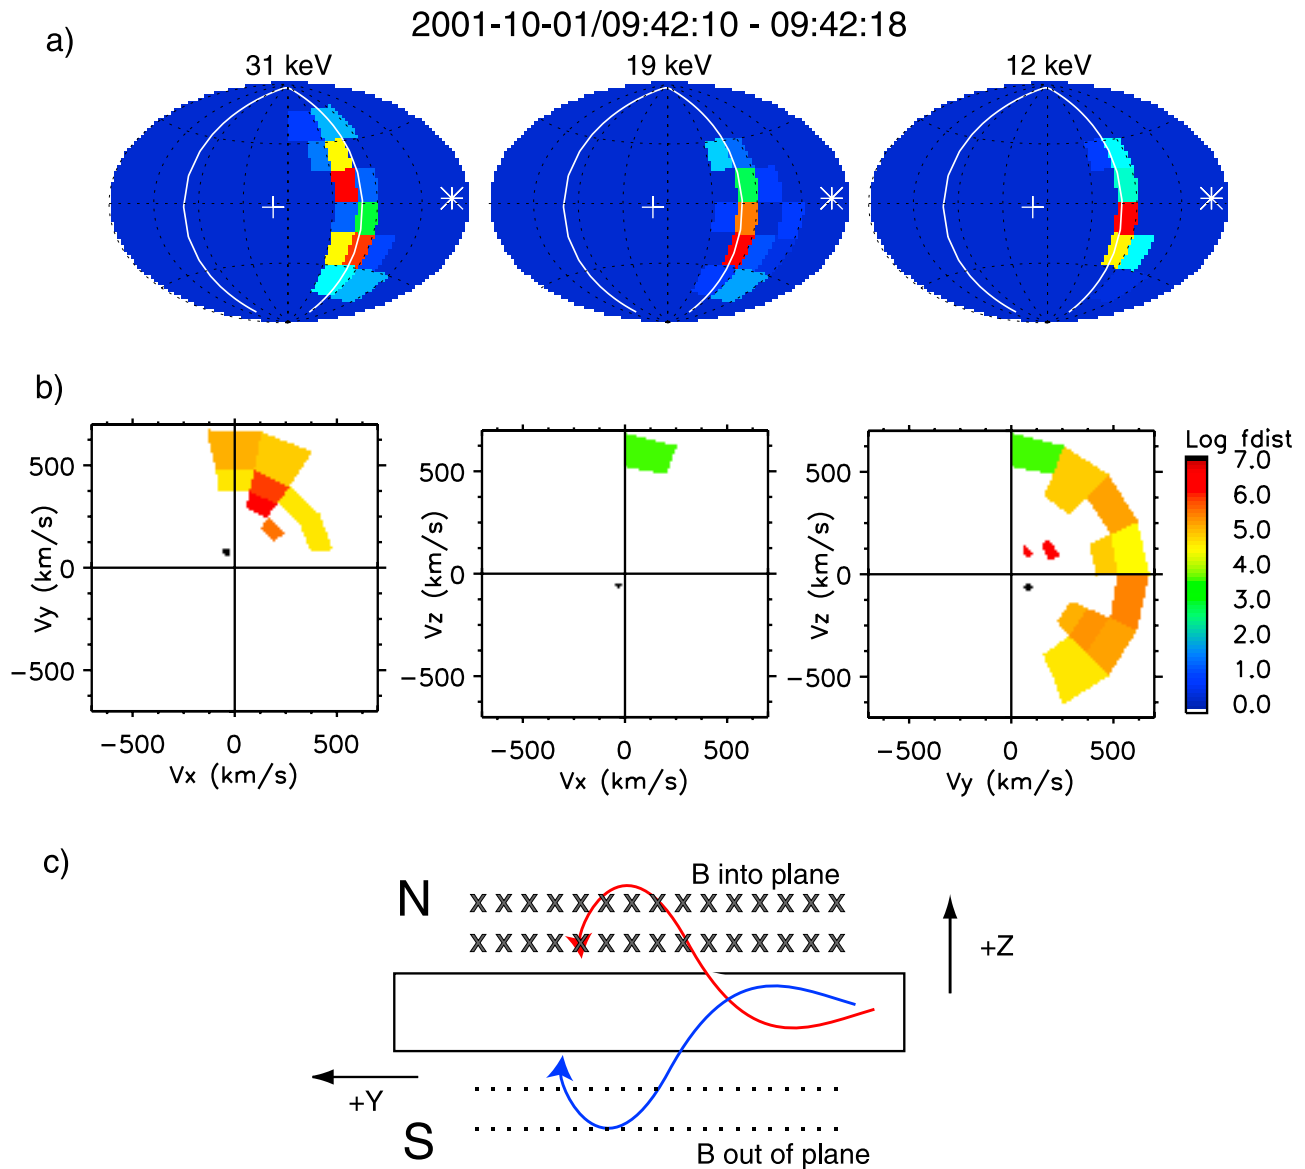 2001-10-01/09:42:10 - 09:42:18
a)
31 keV
19 keV
12 keV
b)
Log fdist
500
0
−500
Vy (km/s)
−500
0
500
Vx (km/s)
500
0
−500
Vz (km/s)
−500
0
500
Vx (km/s)
500
0
−500
Vz (km/s)
−500
0
500
Vy (km/s)
7.0
6.0
5.0
4.0
3.0
2.0
1.0
0.0
c)
N
B into plane
X X X X X X X X X X X X X X X
X X X X X X X X X X X X X X X
+Z
+Y
S
B out of plane